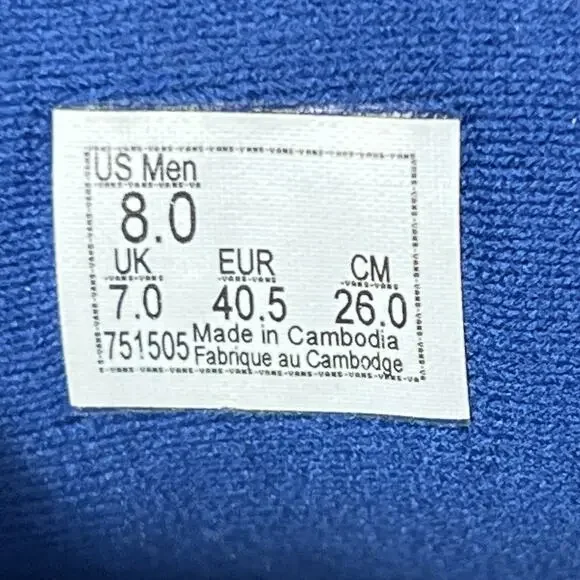 US Men
8.0
UK EUR CM
7.0 40.5 26.0
751505 Made in Cambodia
Fabrique au Cambodge